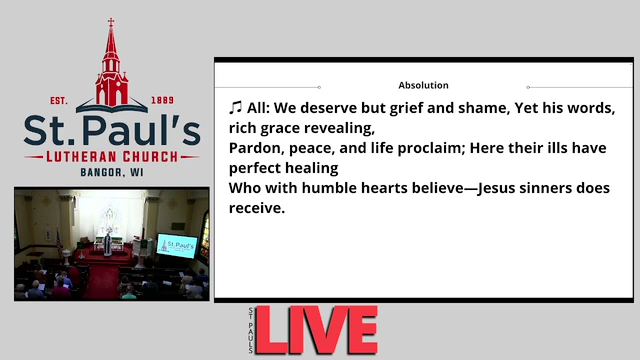 EST. 1889
St. Paul's
LUTHERAN CHURCH
BANGOR, WI
St.Paul's
Absolution
♫ All: We deserve but grief and shame, Yet his words,
rich grace revealing,
Pardon, peace, and life proclaim; Here their ills have
perfect healing
Who with humble hearts believe—Jesus sinners does
receive.
ST PAULS
LIVE